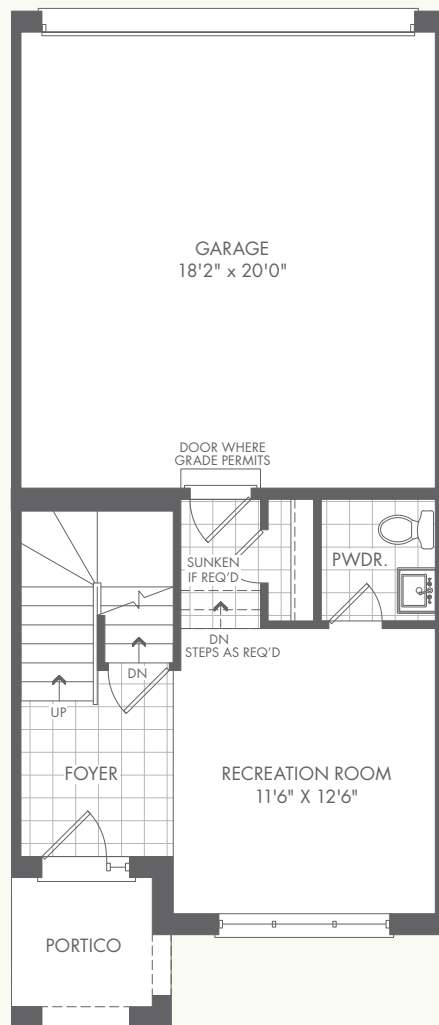 GARAGE
18'2" x 20'0"
DOOR WHERE
GRADE PERMITS
SUNKEN
IF REQ'D
PWDR.
DN
STEPS AS REQ'D
DN
UP
FOYER
RECREATION ROOM
11'6" X 12'6"
PORTICO